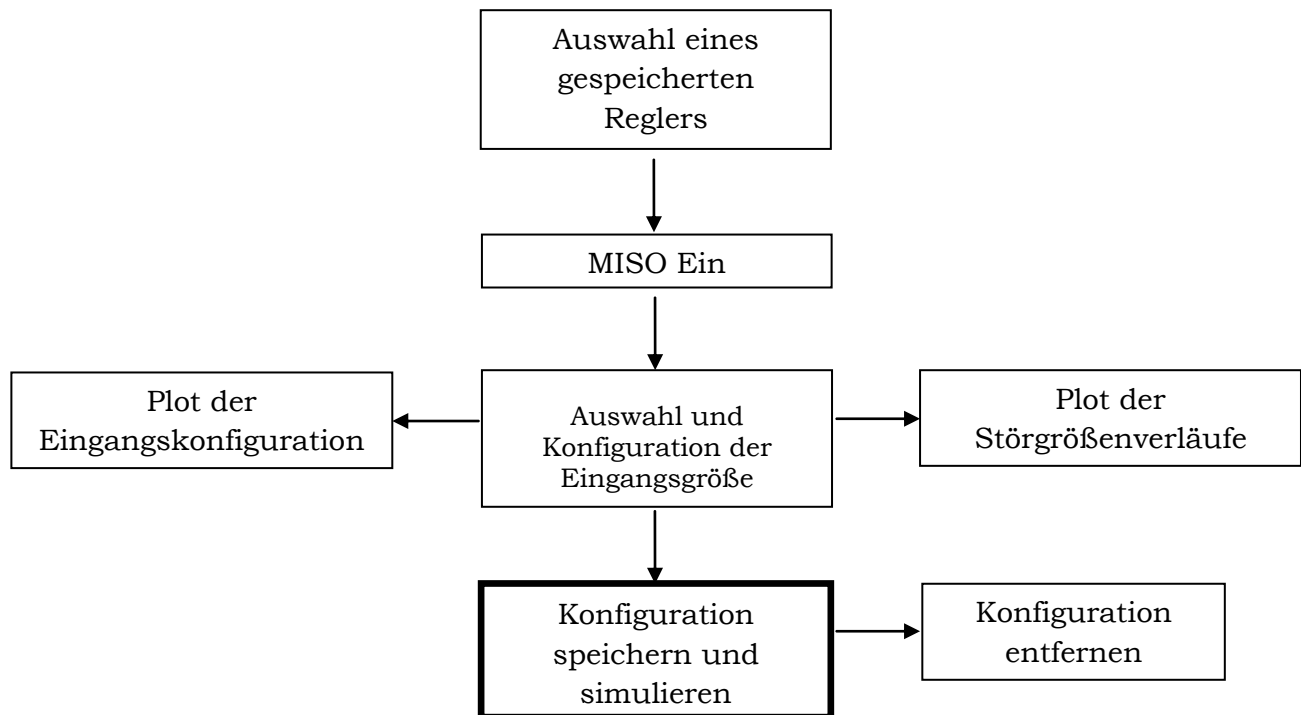 Auswahl eines
gespeicherten
Reglers
MISO Ein
Plot der
Eingangskonfiguration
Auswahl und
Konfiguration der
Eingangsgröße
Plot der
Störgrößenverläufe
Konfiguration
speichern und
simulieren
Konfiguration
entfernen